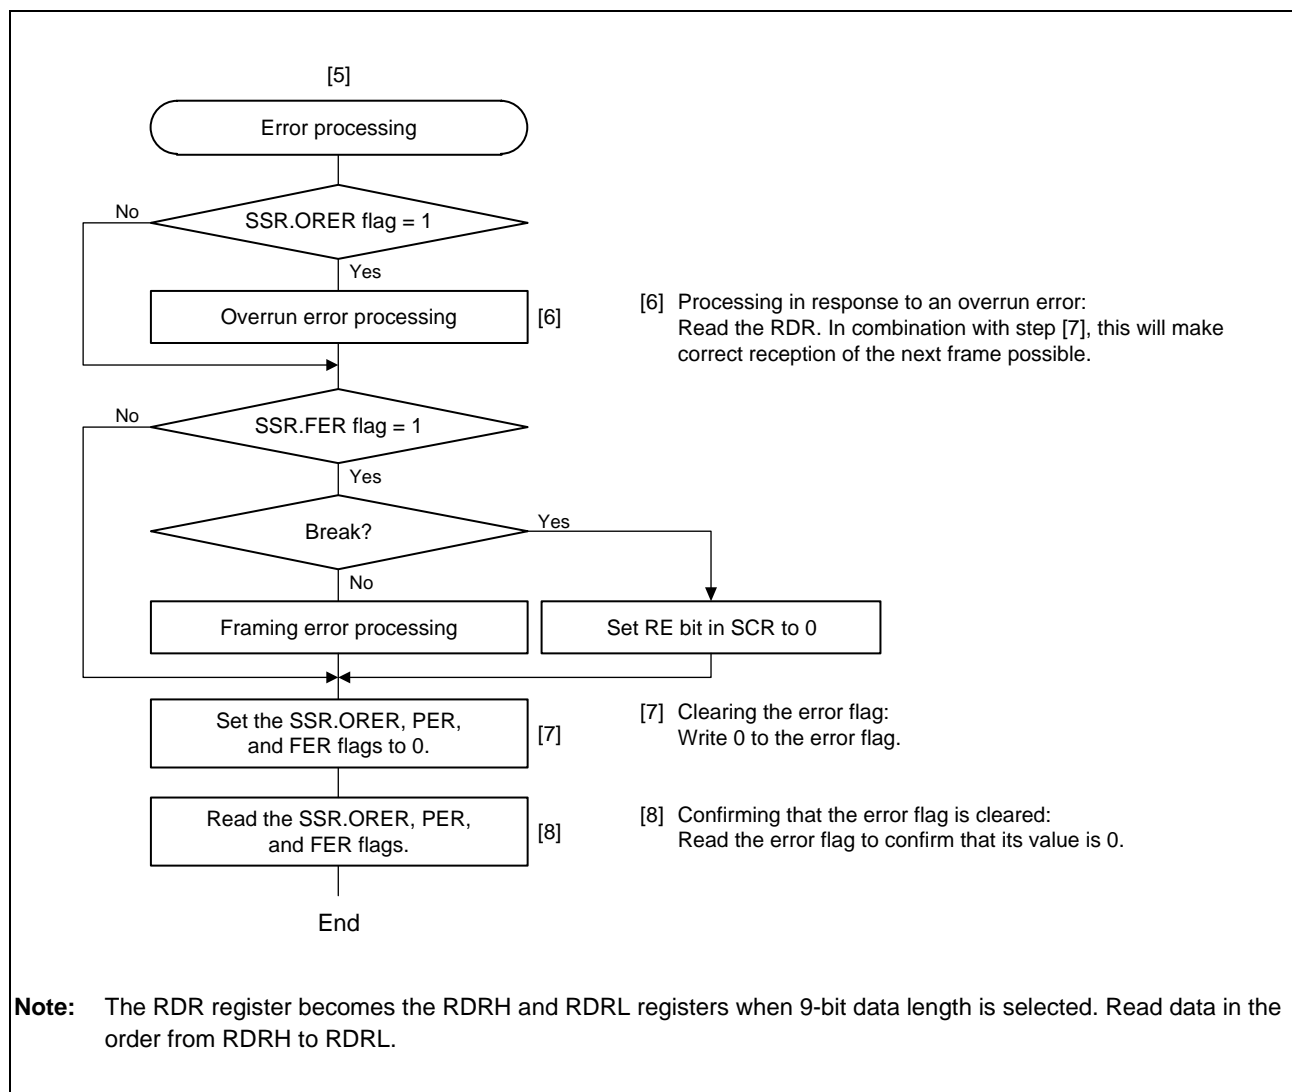 [5]
Error processing
No
SSR.ORER flag = 1
Yes
Overrun error processing
[6]
[6] Processing in response to an overrun error:
Read the RDR. In combination with step [7], this will make
correct reception of the next frame possible.
No
SSR.FER flag = 1
Yes
Break?
Yes
No
Framing error processing
Set RE bit in SCR to 0
Set the SSR.ORER, PER,
and FER flags to 0.
[7]
[7] Clearing the error flag:
Write 0 to the error flag.
Read the SSR.ORER, PER,
and FER flags.
[8]
[8] Confirming that the error flag is cleared:
Read the error flag to confirm that its value is 0.
End
Note: The RDR register becomes the RDRH and RDRL registers when 9-bit data length is selected. Read data in the
order from RDRH to RDRL.